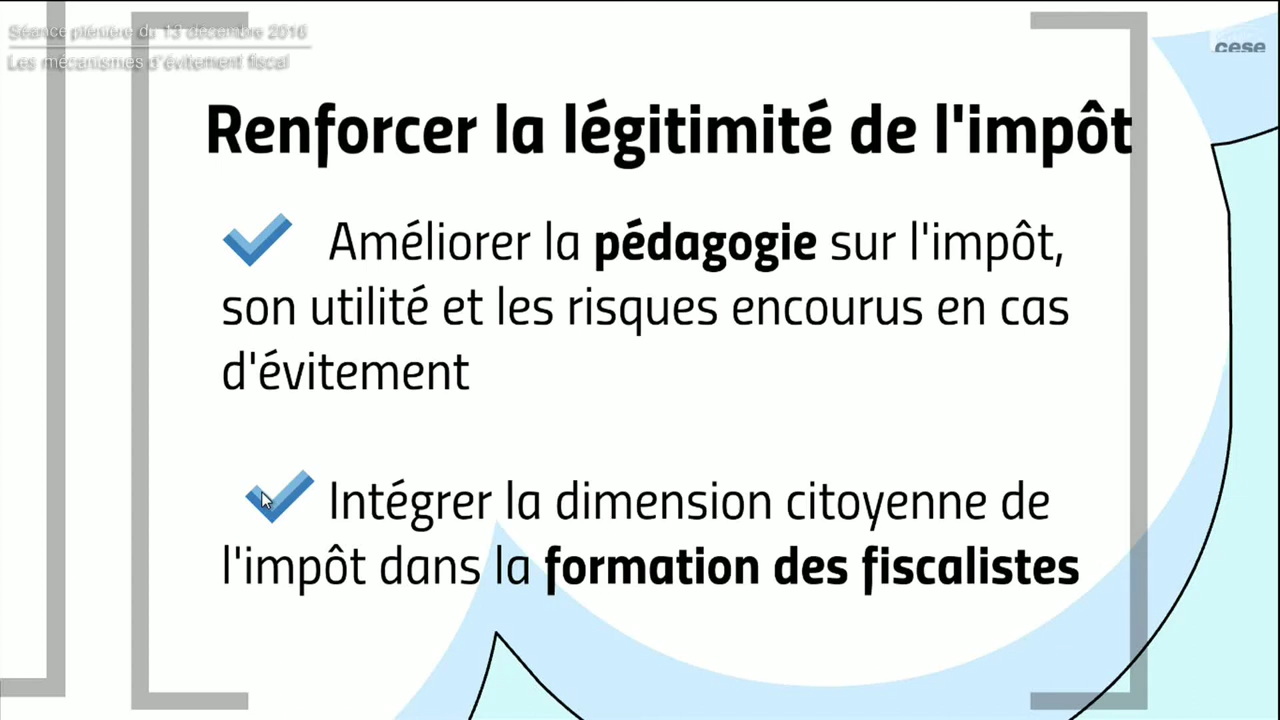 Séance plénière du 13 décembre 2016
Les mécanismes d'évitement fiscal
cese
Renforcer la légitimité de l'impôt
Améliorer la pédagogie sur l'impôt,
son utilité et les risques encourus en cas
d'évitement
Intégrer la dimension citoyenne de
l'impôt dans la formation des fiscalistes